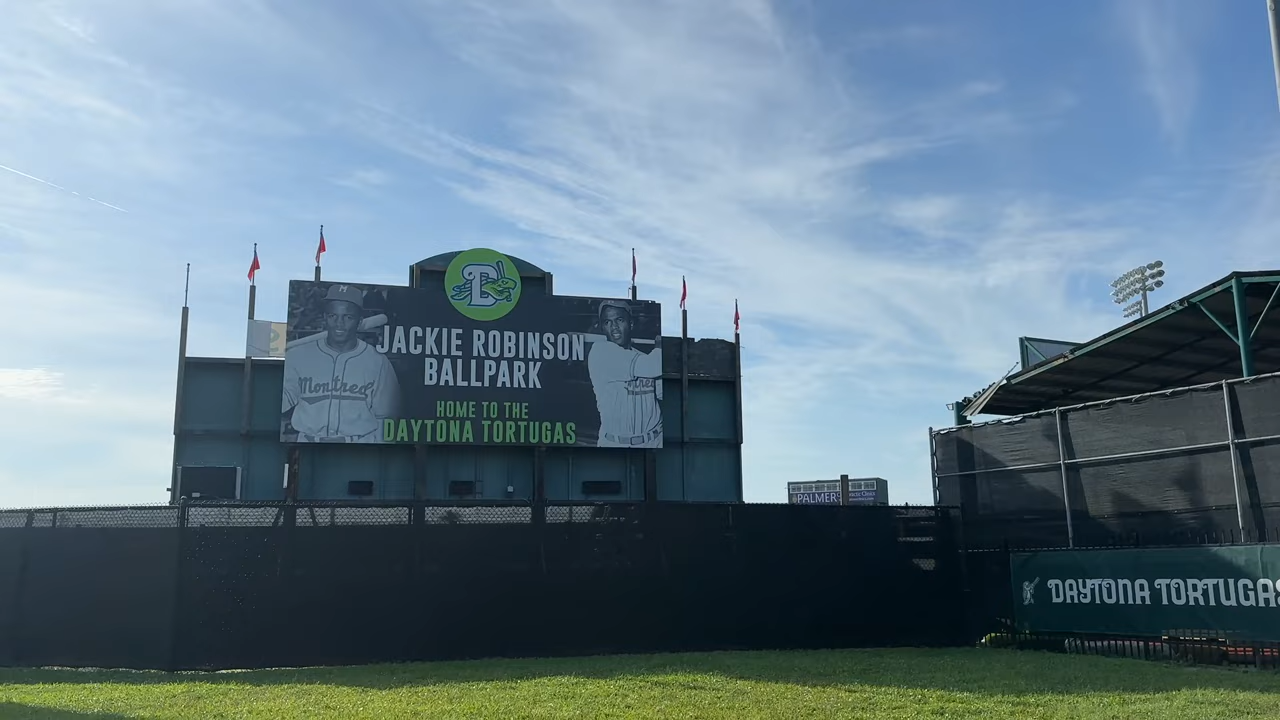 D
M
JACKIE ROBINSON
BALLPARK
Montreal
HOME TO THE
DAYTONA TORTUGAS
PALMER
DAYTONA TORTUGAS